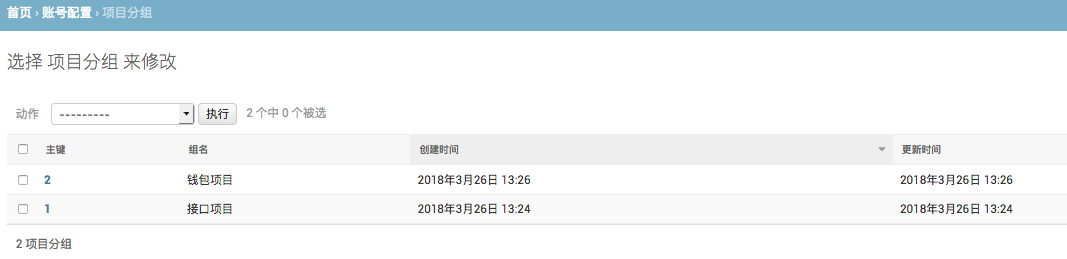 首页 › 账号配置 › 项目分组
选择 项目分组 来修改
动作 --------- 执行 2 个中 0 个被选
主键 组名 创建时间 更新时间
2 钱包项目 2018年3月26日 13:26 2018年3月26日 13:26
1 接口项目 2018年3月26日 13:24 2018年3月26日 13:24
2 项目分组